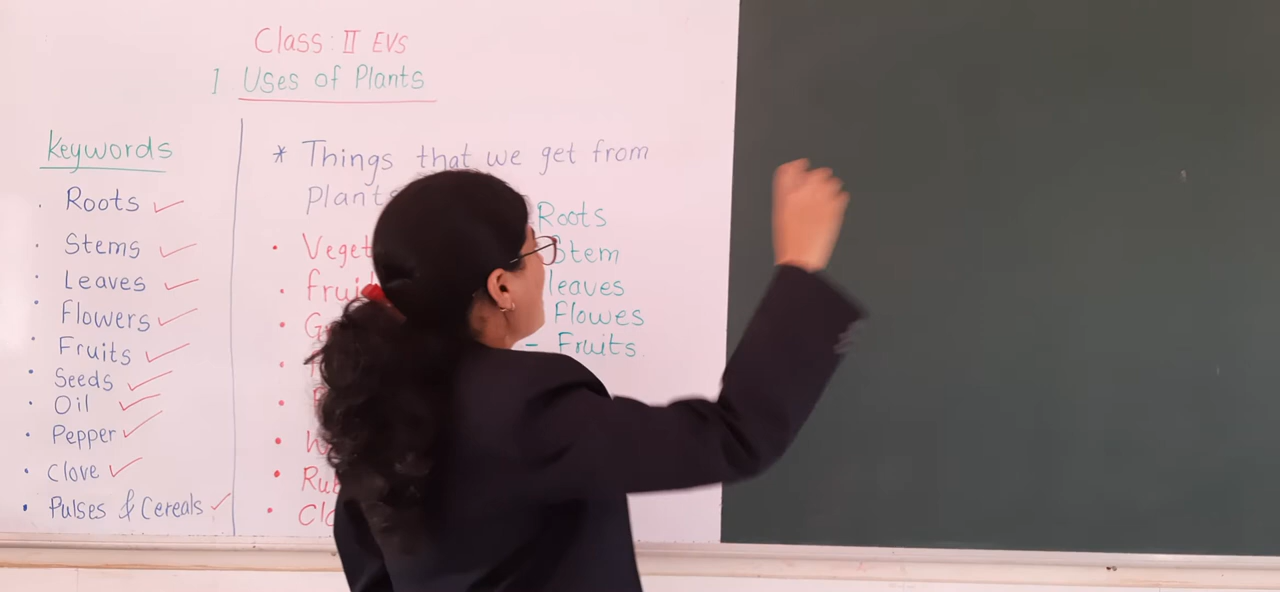 Class: II EVS
1 Uses of Plants
Keywords
• Roots ✓
• Stems ✓
• Leaves ✓
• Flowers ✓
• Fruits ✓
• Seeds ✓
• Oil ✓
• Pepper ✓
• Clove ✓
• Pulses & Cereals ✓
* Things that we get from
Plants
Roots
Stem
leaves
Flowes
- Fruits